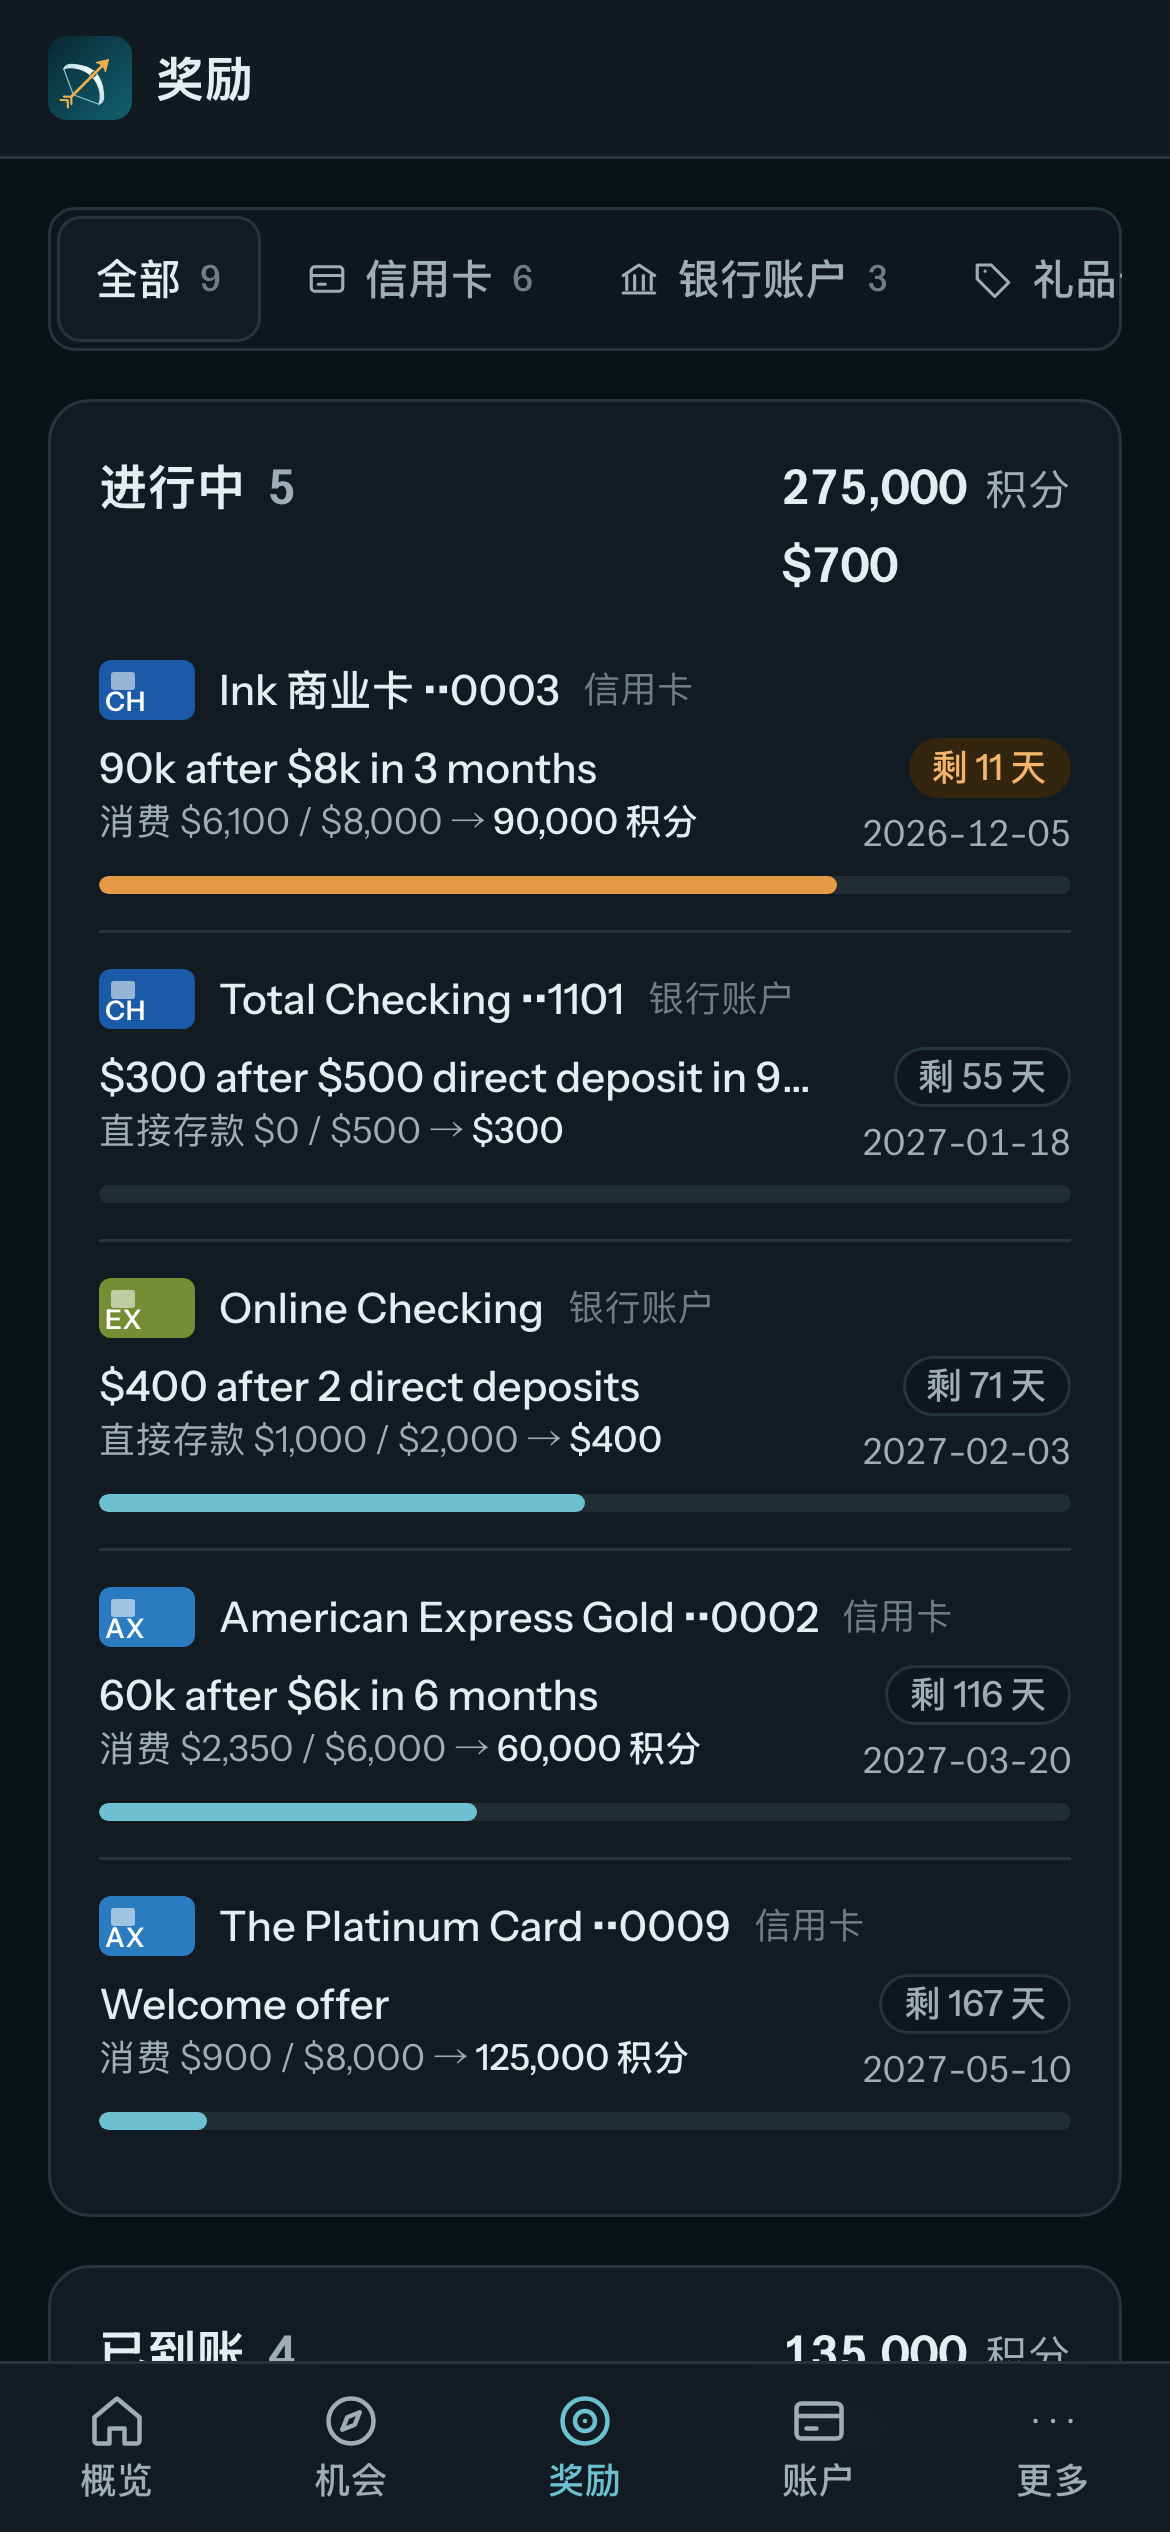 奖励
全部 9 信用卡 6 银行账户 3 礼品
进行中 5 275,000 积分
$700
CH Ink 商业卡 ··0003 信用卡
90k after $8k in 3 months 剩 11 天
消费 $6,100 / $8,000 → 90,000 积分 2026-12-05
CH Total Checking ··1101 银行账户
$300 after $500 direct deposit in 9... 剩 55 天
直接存款 $0 / $500 → $300 2027-01-18
EX Online Checking 银行账户
$400 after 2 direct deposits 剩 71 天
直接存款 $1,000 / $2,000 → $400 2027-02-03
AX American Express Gold ··0002 信用卡
60k after $6k in 6 months 剩 116 天
消费 $2,350 / $6,000 → 60,000 积分 2027-03-20
AX The Platinum Card ··0009 信用卡
Welcome offer 剩 167 天
消费 $900 / $8,000 → 125,000 积分 2027-05-10
已到账 4 135,000 积分
概览 机会 奖励 账户 更多